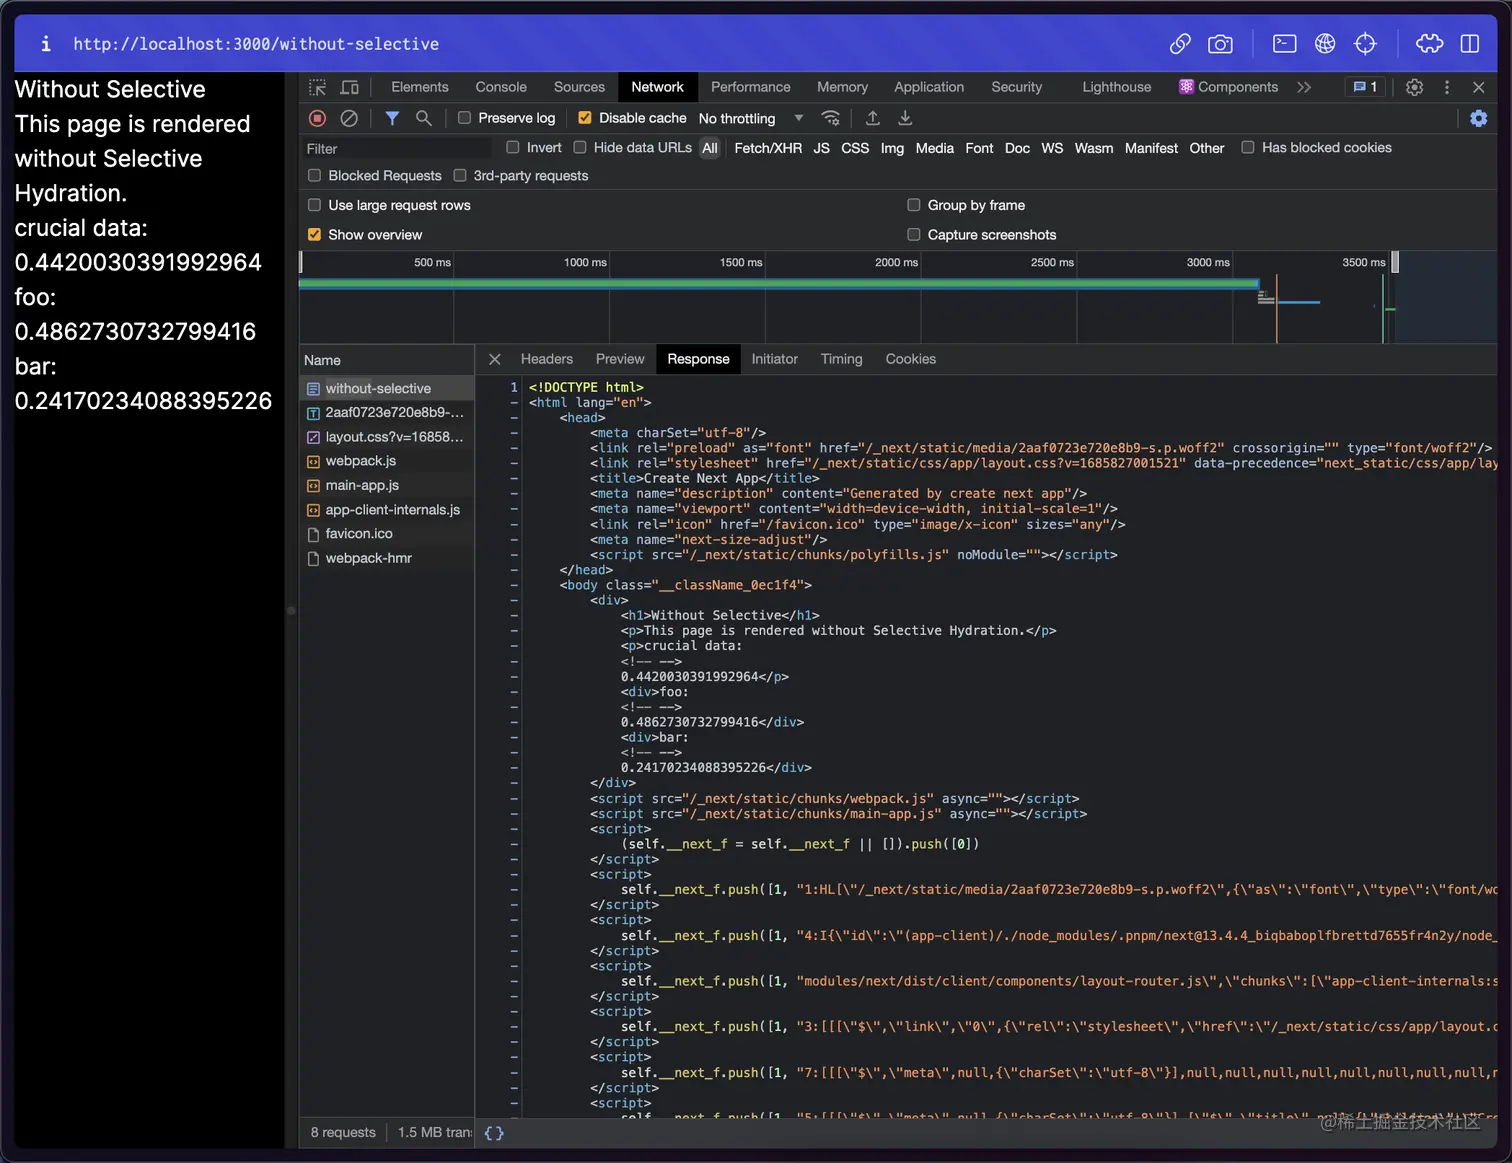 http://localhost:3000/without-selective
Without Selective
This page is rendered
without Selective
Hydration.
crucial data:
0.4420030391992964
foo:
0.4862730732799416
bar:
0.24170234088395226
Elements Console Sources Network Performance Memory Application Security Lighthouse Components 1
Preserve log Disable cache No throttling
Filter Invert Hide data URLs All Fetch/XHR JS CSS Img Media Font Doc WS Wasm Manifest Other Has blocked cookies
Blocked Requests 3rd-party requests
Use large request rows Group by frame
Show overview Capture screenshots
500 ms 1000 ms 1500 ms 2000 ms 2500 ms 3000 ms 3500 ms
Name
without-selective
2aaf0723e720e8b9-...
layout.css?v=16858...
webpack.js
main-app.js
app-client-internals.js
favicon.ico
webpack-hmr
8 requests 1.5 MB tran
Headers Preview Response Initiator Timing Cookies
1 <!DOCTYPE html>
<html lang="en">
<head>
<meta charSet="utf-8"/>
<link rel="preload" as="font" href="/_next/static/media/2aaf0723e720e8b9-s.p.woff2" crossorigin="" type="font/woff2"/>
<link rel="stylesheet" href="/_next/static/css/app/layout.css?v=1685827001521" data-precedence="next_static/css/app/lay
<title>Create Next App</title>
<meta name="description" content="Generated by create next app"/>
<meta name="viewport" content="width=device-width, initial-scale=1"/>
<link rel="icon" href="/favicon.ico" type="image/x-icon" sizes="any"/>
<meta name="next-size-adjust"/>
<script src="/_next/static/chunks/polyfills.js" noModule=""></script>
</head>
<body class="__className_0ec1f4">
<div>
<h1>Without Selective</h1>
<p>This page is rendered without Selective Hydration.</p>
<p>crucial data:
<!-- -->
0.4420030391992964</p>
<div>foo:
<!-- -->
0.4862730732799416</div>
<div>bar:
<!-- -->
0.24170234088395226</div>
</div>
<script src="/_next/static/chunks/webpack.js" async=""></script>
<script src="/_next/static/chunks/main-app.js" async=""></script>
<script>
(self.__next_f = self.__next_f || []).push([0])
</script>
<script>
self.__next_f.push([1, "1:HL[\"/_next/static/media/2aaf0723e720e8b9-s.p.woff2\",{\"as\":\"font\",\"type\":\"font/wo
</script>
<script>
self.__next_f.push([1, "4:I{\"id\":\"(app-client)/./node_modules/.pnpm/next@13.4.4_biqbaboplfbrettd7655fr4n2y/node_
</script>
<script>
self.__next_f.push([1, "modules/next/dist/client/components/layout-router.js\",\"chunks\":[\"app-client-internals:s
</script>
<script>
self.__next_f.push([1, "3:[[[\"$\",\"link\",\"0\",{\"rel\":\"stylesheet\",\"href\":\"/_next/static/css/app/layout.c
</script>
<script>
self.__next_f.push([1, "7:[[[\"$\",\"meta\",null,{\"charSet\":\"utf-8\"}],null,null,null,null,null,null,null,null,n
</script>
<script>
{}
@稀土掘金技术社区